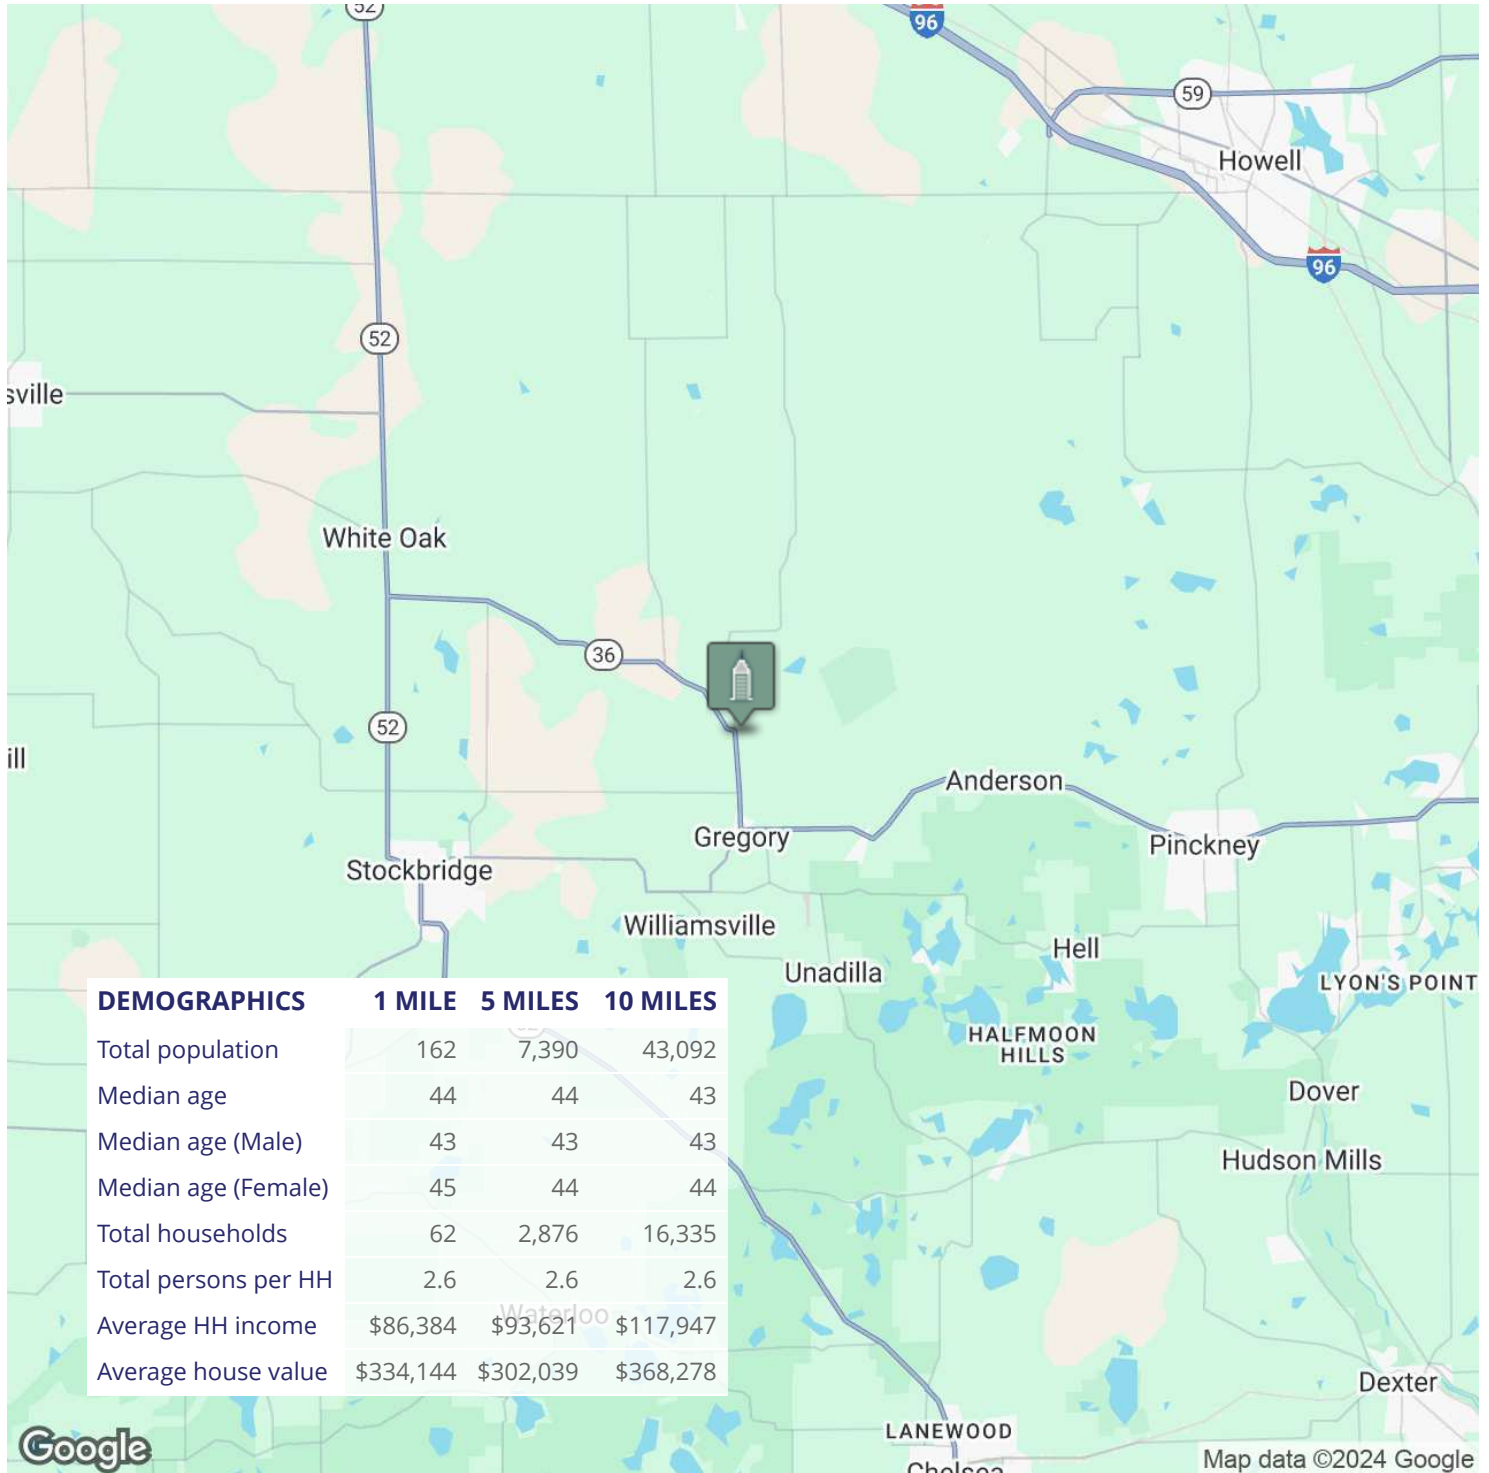 52
96
59
Howell
96
52
sville
White Oak
36
52
ill
Anderson
Gregory
Pinckney
Stockbridge
Williamsville
Hell
Unadilla
LYON'S POINT
HALFMOON
HILLS
Dover
Hudson Mills
DEMOGRAPHICS 1 MILE 5 MILES 10 MILES
Total population 162 7,390 43,092
Median age 44 44 43
Median age (Male) 43 43 43
Median age (Female) 45 44 44
Total households 62 2,876 16,335
Total persons per HH 2.6 2.6 2.6
Waterloo
Average HH income $86,384 $93,621 $117,947
Average house value $334,144 $302,039 $368,278
Dexter
LANEWOOD
Chelsea
Google
Map data ©2024 Google